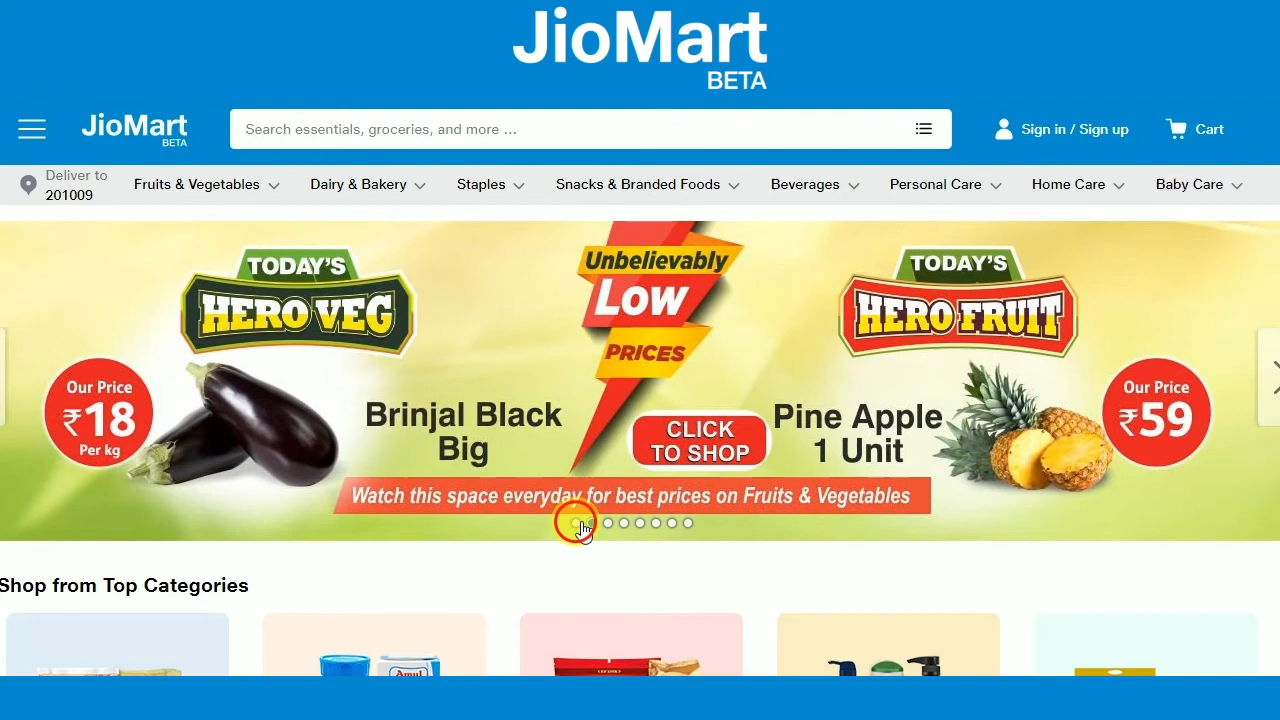 JioMart
BETA
JioMart
BETA
Search essentials, groceries, and more ...
Sign in / Sign up
Cart
Deliver to
201009
Fruits & Vegetables
Dairy & Bakery
Staples
Snacks & Branded Foods
Beverages
Personal Care
Home Care
Baby Care
TODAY'S
HERO VEG
Our Price
₹18
Per kg
Brinjal Black
Big
Unbelievably
Low
PRICES
CLICK
TO SHOP
TODAY'S
HERO FRUIT
Pine Apple
1 Unit
Our Price
₹59
Watch this space everyday for best prices on Fruits & Vegetables
Shop from Top Categories
Amul